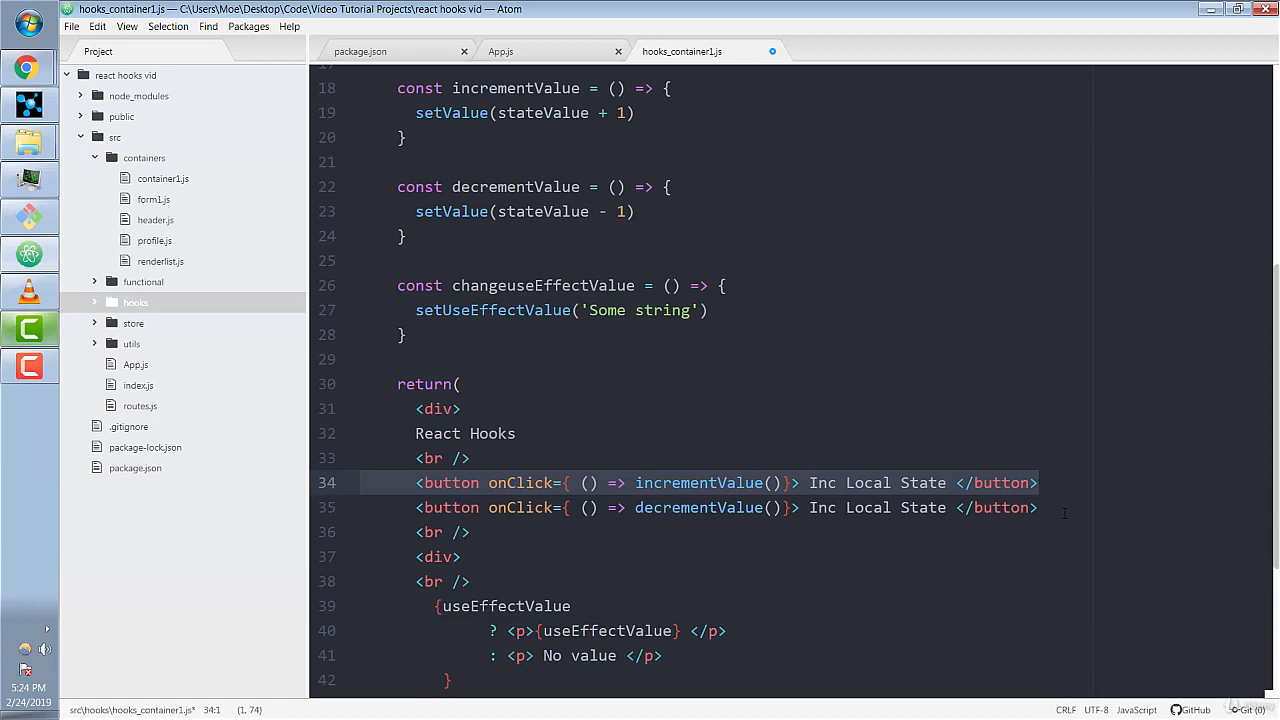 hooks_container1.js — C:\Users\Moe\Desktop\Code\Video Tutorial Projects\react hooks vid — Atom
File Edit View Selection Find Packages Help
Project
package.json
App.js
hooks_container1.js
react hooks vid
node_modules
public
src
containers
container1.js
form1.js
header.js
profile.js
renderlist.js
functional
hooks
store
utils
App.js
index.js
routes.js
.gitignore
package-lock.json
package.json
17
18 const incrementValue = () => {
19 setValue(stateValue + 1)
20 }
21
22 const decrementValue = () => {
23 setValue(stateValue - 1)
24 }
25
26 const changeuseEffectValue = () => {
27 setUseEffectValue('Some string')
28 }
29
30 return(
31 <div>
32 React Hooks
33 <br />
34 <button onClick={ () => incrementValue()}> Inc Local State </button>
35 <button onClick={ () => decrementValue()}> Inc Local State </button>
36 <br />
37 <div>
38 <br />
39 {useEffectValue
40 ? <p>{useEffectValue} </p>
41 : <p> No value </p>
42 }
5:24 PM
2/24/2019
src\hooks\hooks_container1.js* 34:1 (1, 74)
CRLF UTF-8 JavaScript GitHub Git (0)